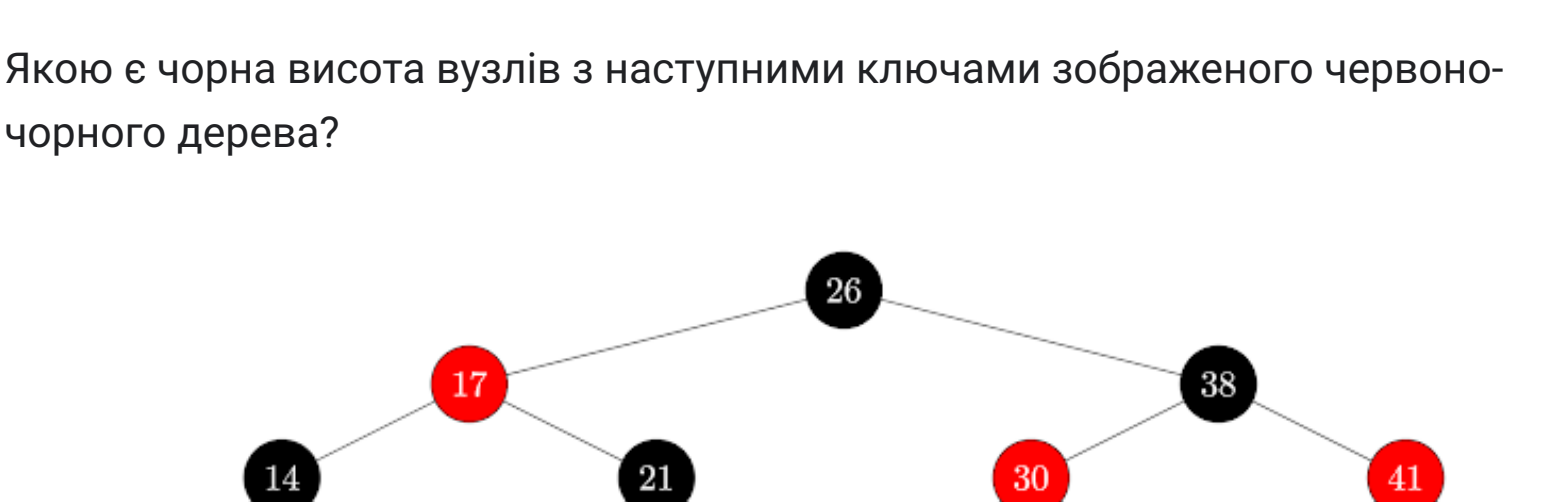 Якою є чорна висота вузлів з наступними ключами зображеного червоно-
чорного дерева?
26
17 38
14 21 30 41